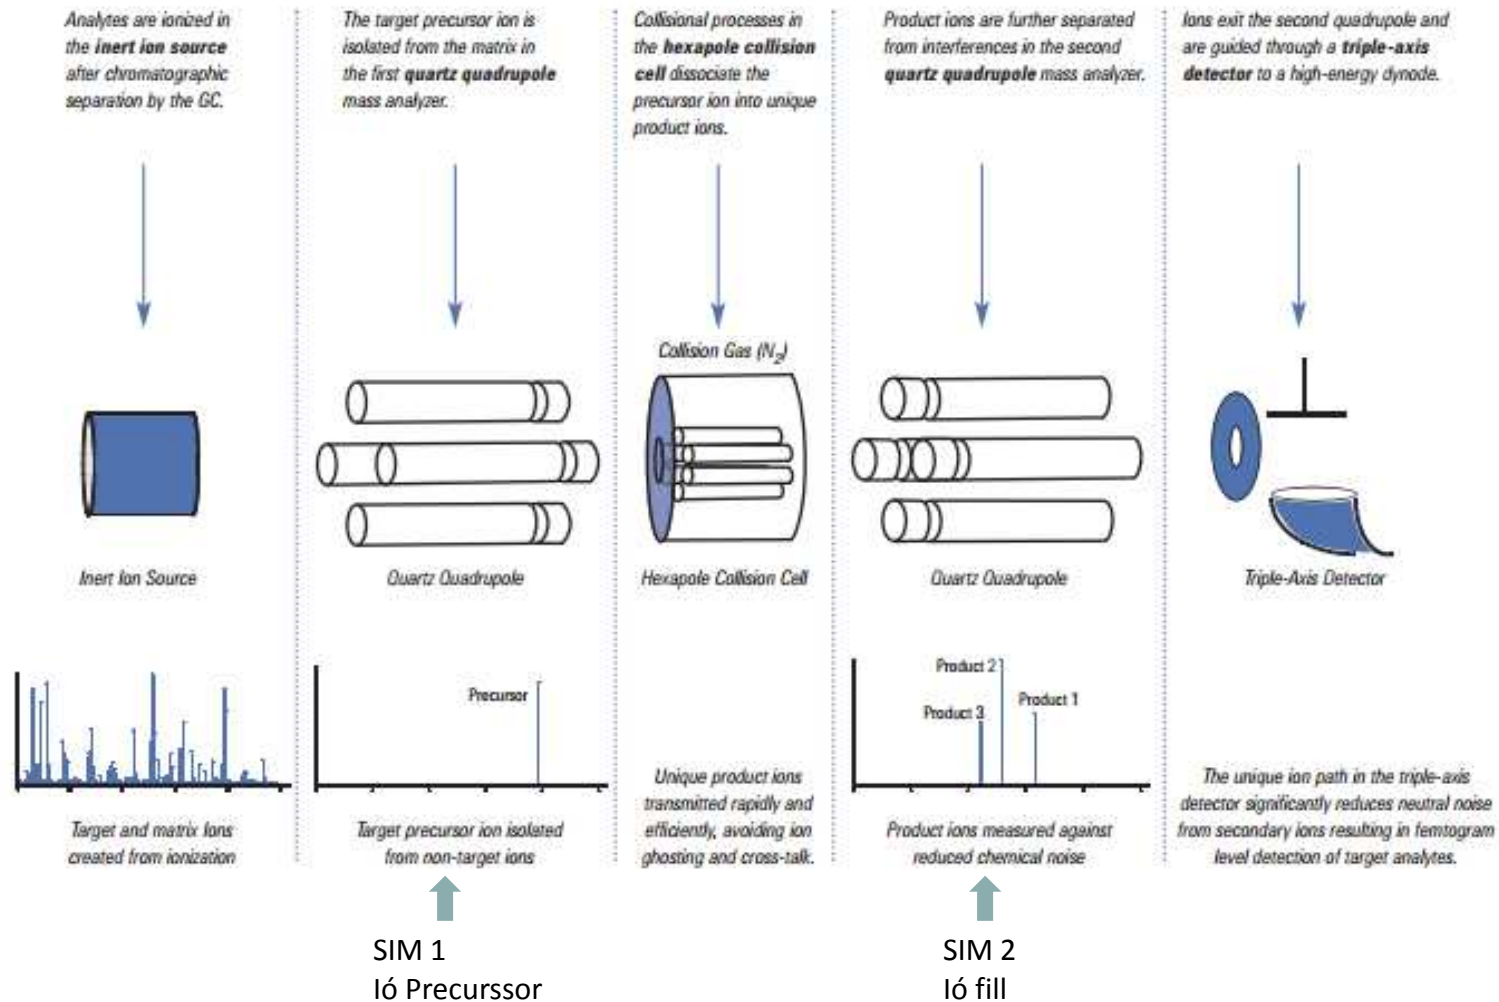 Analytes are ionized in
the inert ion source
after chromatographic
separation by the GC.
The target precursor ion is
isolated from the matrix in
the first quartz quadrupole
mass analyzer.
Collisional processes in
the hexapole collision
cell dissociate the
precursor ion into unique
product ions.
Product ions are further separated
from interferences in the second
quartz quadrupole mass analyzer.
Ions exit the second quadrupole and
are guided through a triple-axis
detector to a high-energy dynode.
Collision Gas (N2)
Inert Ion Source
Quartz Quadrupole
Hexapole Collision Cell
Quartz Quadrupole
Triple-Axis Detector
Precursor
Product 2
Product 1
Product 3
Target and matrix Ions
created from ionization
Target precursor ion isolated
from non-target ions
Unique product ions
transmitted rapidly and
efficiently, avoiding ion
ghosting and cross-talk.
Product ions measured against
reduced chemical noise
The unique ion path in the triple-axis
detector significantly reduces neutral noise
from secondary ions resulting in femtogram
level detection of target analytes.
SIM 1
Ió Precurssor
SIM 2
Ió fill